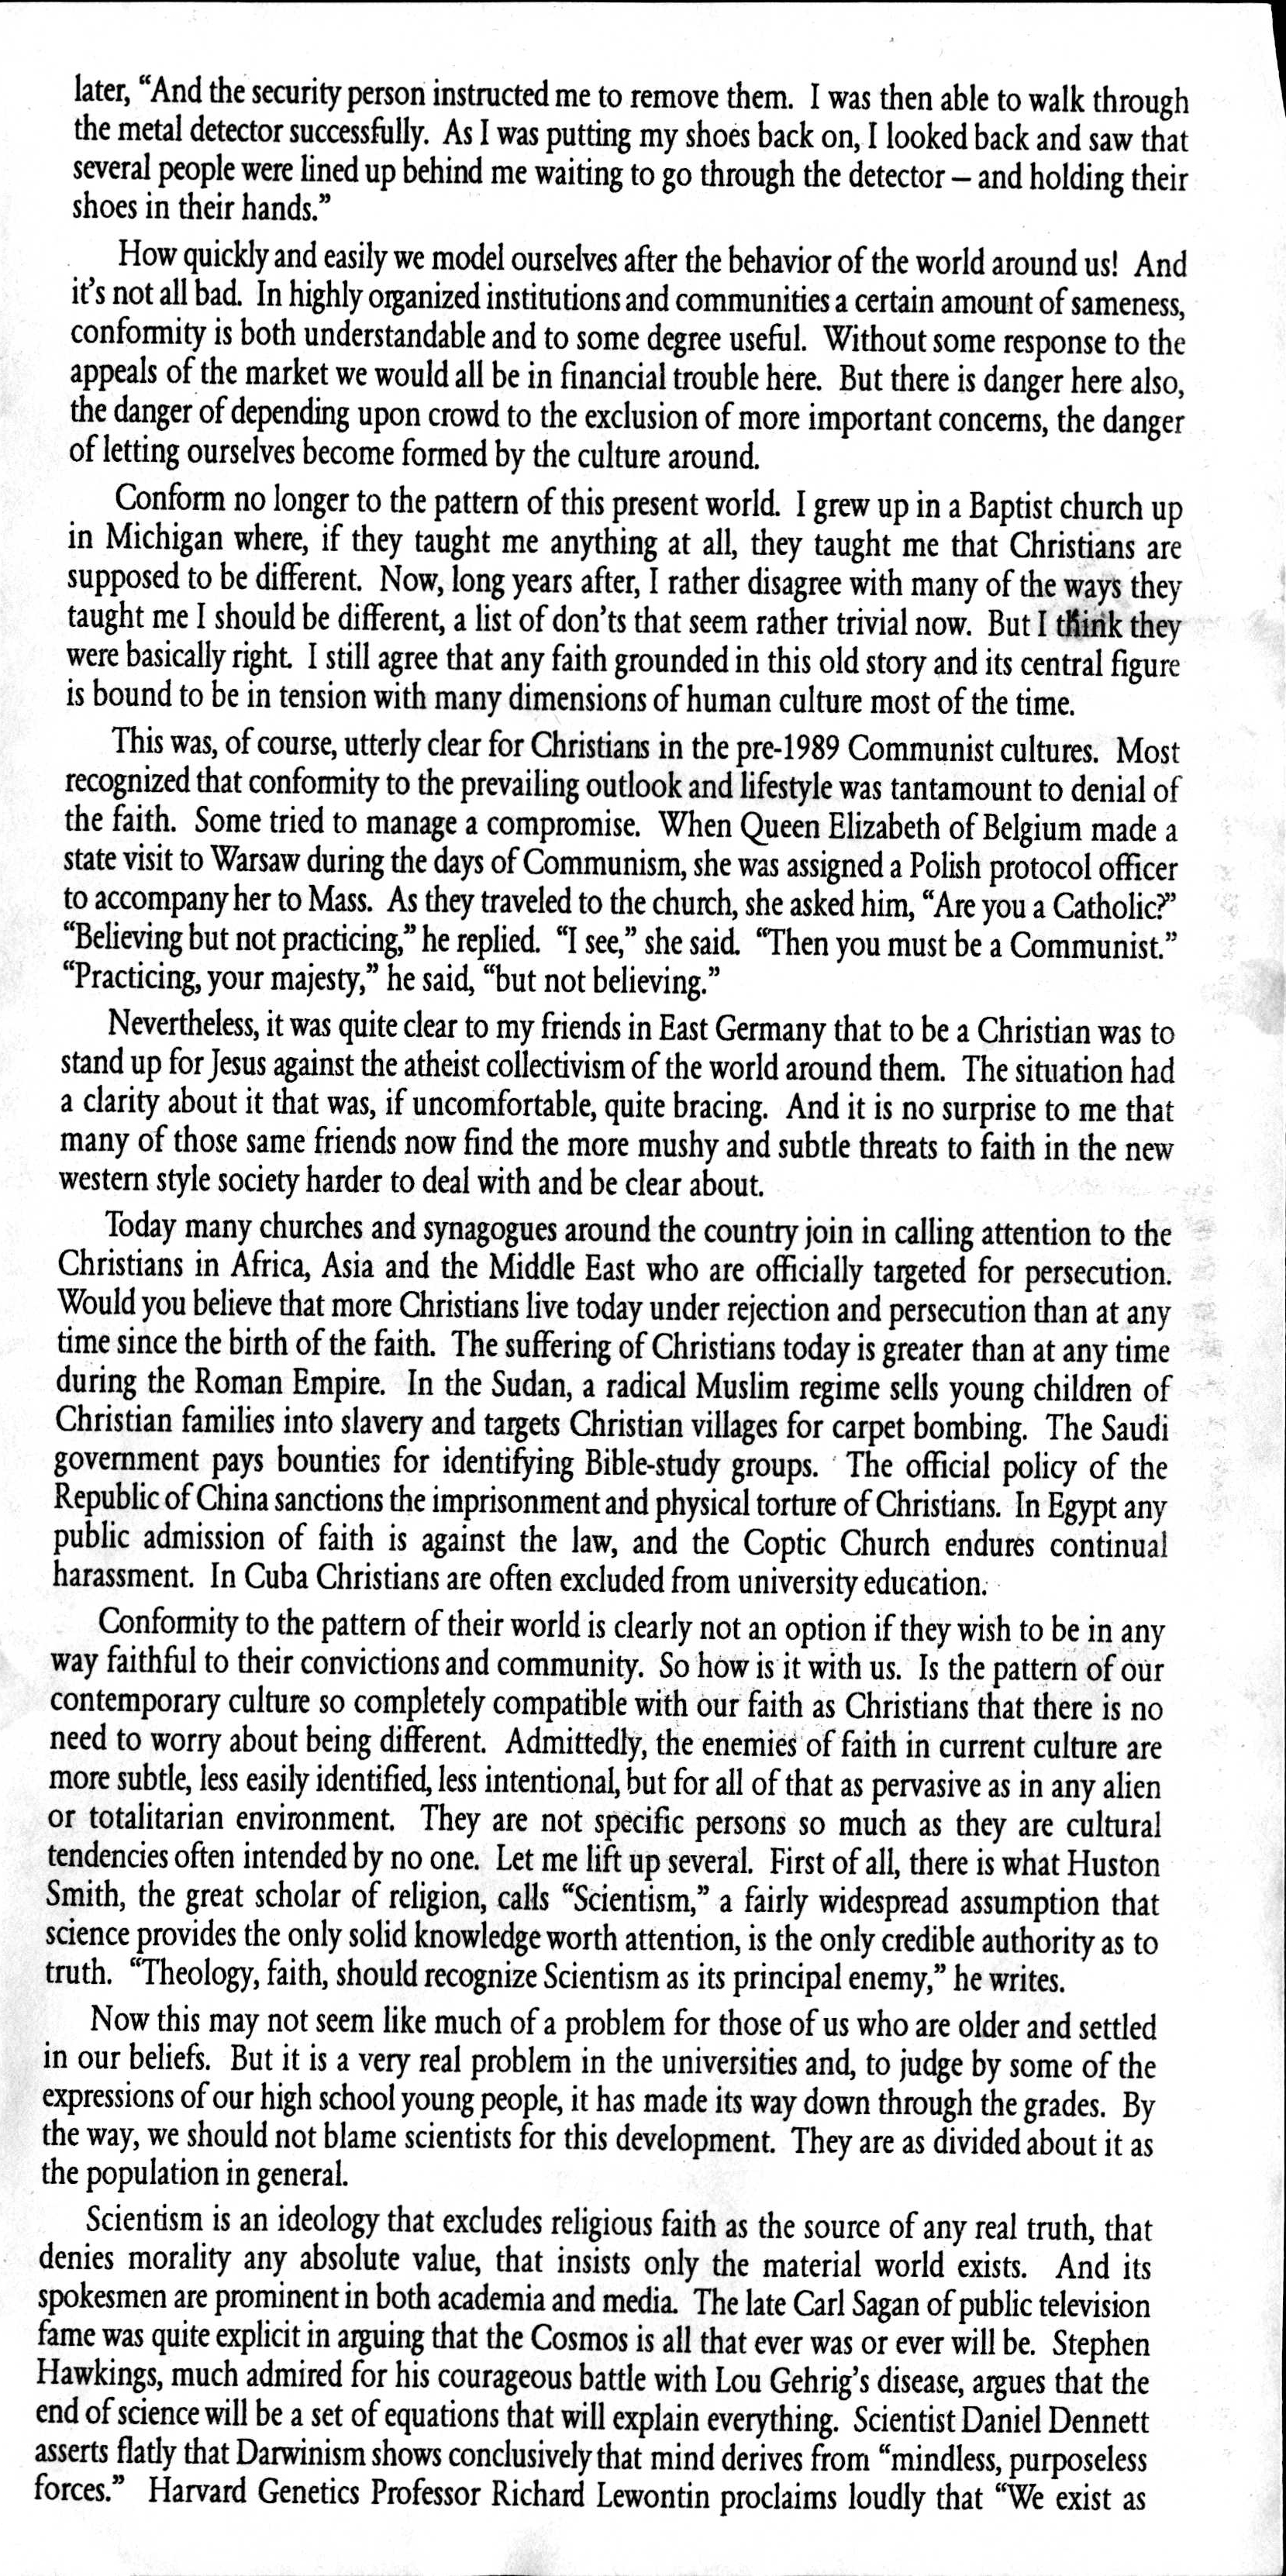 later, “And the security person instructed me to remove them. I was then able to walk through
the metal detector successfully. As I was putting my shoes back on, I looked back and saw that
several people were lined up behind me waiting to go through the detector – and holding their
shoes in their hands.”
How quickly and easily we model ourselves after the behavior of the world around us! And
it’s not all bad. In highly organized institutions and communities a certain amount of sameness,
conformity is both understandable and to some degree useful. Without some response to the
appeals of the market we would all be in financial trouble here. But there is danger here also,
the danger of depending upon crowd to the exclusion of more important concerns, the danger
of letting ourselves become formed by the culture around.
Conform no longer to the pattern of this present world. I grew up in a Baptist church up
in Michigan where, if they taught me anything at all, they taught me that Christians are
supposed to be different. Now, long years after, I rather disagree with many of the ways they
taught me I should be different, a list of don’ts that seem rather trivial now. But I think they
were basically right. I still agree that any faith grounded in this old story and its central figure
is bound to be in tension with many dimensions of human culture most of the time.
This was, of course, utterly clear for Christians in the pre-1989 Communist cultures. Most
recognized that conformity to the prevailing outlook and lifestyle was tantamount to denial of
the faith. Some tried to manage a compromise. When Queen Elizabeth of Belgium made a
state visit to Warsaw during the days of Communism, she was assigned a Polish protocol officer
to accompany her to Mass. As they traveled to the church, she asked him, “Are you a Catholic?”
“Believing but not practicing,” he replied. “I see,” she said. “Then you must be a Communist.”
“Practicing, your majesty,” he said, “but not believing.”
Nevertheless, it was quite clear to my friends in East Germany that to be a Christian was to
stand up for Jesus against the atheist collectivism of the world around them. The situation had
a clarity about it that was, if uncomfortable, quite bracing. And it is no surprise to me that
many of those same friends now find the more mushy and subtle threats to faith in the new
western style society harder to deal with and be clear about.
Today many churches and synagogues around the country join in calling attention to the
Christians in Africa, Asia and the Middle East who are officially targeted for persecution.
Would you believe that more Christians live today under rejection and persecution than at any
time since the birth of the faith. The suffering of Christians today is greater than at any time
during the Roman Empire. In the Sudan, a radical Muslim regime sells young children of
Christian families into slavery and targets Christian villages for carpet bombing. The Saudi
government pays bounties for identifying Bible-study groups. The official policy of the
Republic of China sanctions the imprisonment and physical torture of Christians. In Egypt any
public admission of faith is against the law, and the Coptic Church endures continual
harassment. In Cuba Christians are often excluded from university education.
Conformity to the pattern of their world is clearly not an option if they wish to be in any
way faithful to their convictions and community. So how is it with us. Is the pattern of our
contemporary culture so completely compatible with our faith as Christians that there is no
need to worry about being different. Admittedly, the enemies of faith in current culture are
more subtle, less easily identified, less intentional, but for all of that as pervasive as in any alien
or totalitarian environment. They are not specific persons so much as they are cultural
tendencies often intended by no one. Let me lift up several. First of all, there is what Huston
Smith, the great scholar of religion, calls “Scientism,” a fairly widespread assumption that
science provides the only solid knowledge worth attention, is the only credible authority as to
truth. “Theology, faith, should recognize Scientism as its principal enemy,” he writes.
Now this may not seem like much of a problem for those of us who are older and settled
in our beliefs. But it is a very real problem in the universities and, to judge by some of the
expressions of our high school young people, it has made its way down through the grades. By
the way, we should not blame scientists for this development. They are as divided about it as
the population in general.
Scientism is an ideology that excludes religious faith as the source of any real truth, that
denies morality any absolute value, that insists only the material world exists. And its
spokesmen are prominent in both academia and media. The late Carl Sagan of public television
fame was quite explicit in arguing that the Cosmos is all that ever was or ever will be. Stephen
Hawkings, much admired for his courageous battle with Lou Gehrig’s disease, argues that the
end of science will be a set of equations that will explain everything. Scientist Daniel Dennett
asserts flatly that Darwinism shows conclusively that mind derives from “mindless, purposeless
forces.” Harvard Genetics Professor Richard Lewontin proclaims loudly that “We exist as